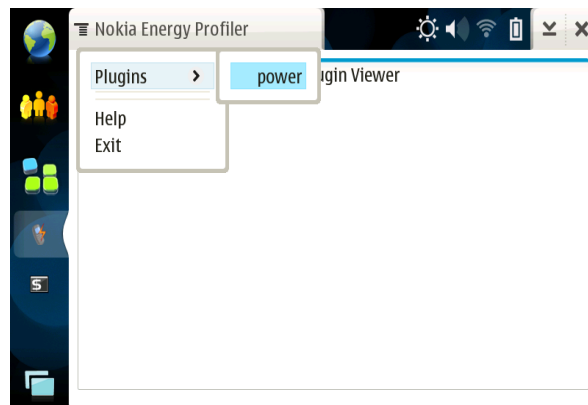 Nokia Energy Profiler
Plugins > power
ugin Viewer
Help
Exit